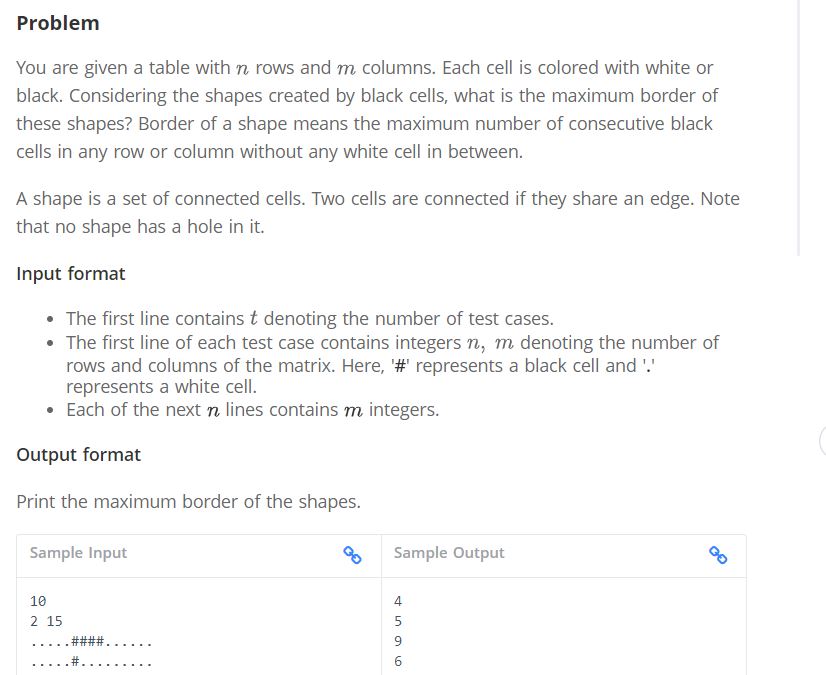 Problem
You are given a table with n rows and m columns. Each cell is colored with white or
black. Considering the shapes created by black cells, what is the maximum border of
these shapes? Border of a shape means the maximum number of consecutive black
cells in any row or column without any white cell in between.
A shape is a set of connected cells. Two cells are connected if they share an edge. Note
that no shape has a hole in it.
Input format
• The first line contains t denoting the number of test cases.
• The first line of each test case contains integers n, m denoting the number of
rows and columns of the matrix. Here, '#' represents a black cell and '.'
represents a white cell.
• Each of the next n lines contains m integers.
Output format
Print the maximum border of the shapes.
Sample Input
10
2 15
.....####......
.....#.........
Sample Output
4
5
9
6